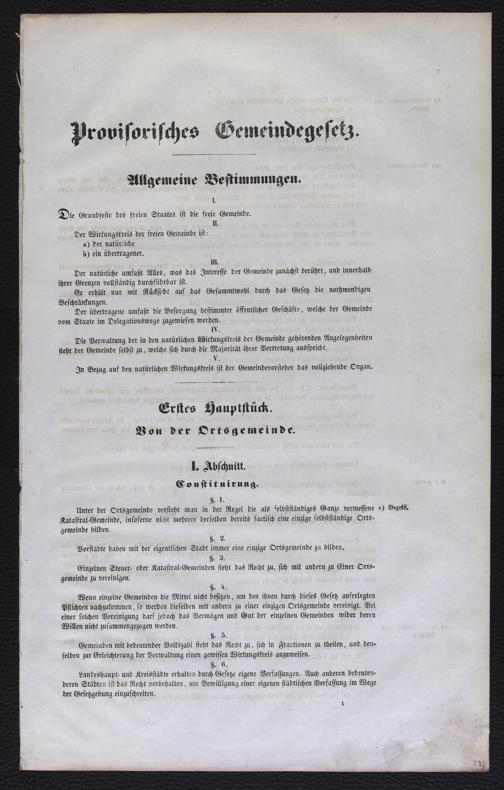 Provisorisches Gemeindegesetz.
Allgemeine Bestimmungen.
I.
Die Grundfeste des freien Staates ist die freie Gemeinde.
II.
Der Wirkungskreis der freien Gemeinde ist:
a) der natürliche
b) ein übertragener.
III.
Der natürliche umfaßt Alles, was das Interesse der Gemeinde zunächst berührt, und innerhalb
ihrer Grenzen vollständig durchführbar ist.
Er erhält nur mit Rücksicht auf das Gesammtwohl durch das Gesetz die nothwendigen
Beschränkungen.
Der übertragene umfaßt die Besorgung bestimmter öffentlicher Geschäfte, welche der Gemeinde
vom Staate im Delegationswege zugewiesen werden.
IV.
Die Verwaltung der in den natürlichen Wirkungskreis der Gemeinde gehörenden Angelegenheiten
steht der Gemeinde selbst zu, welche sich durch die Majorität ihrer Vertretung ausspricht.
V.
In Bezug auf den natürlichen Wirkungskreis ist der Gemeindevorsteher das vollziehende Organ.
Erstes Hauptstück.
Von der Ortsgemeinde.
I. Abschnitt.
Constituirung.
§. 1.
Unter der Ortsgemeinde versteht man in der Regel die als selbstständiges Ganze vermessene a) Begriff.
Katastral-Gemeinde, insoferne nicht mehrere derselben bereits factisch eine einzige selbstständige Orts-
gemeinde bilden.
§. 2.
Vorstädte haben mit der eigentlichen Stadt immer eine einzige Ortsgemeinde zu bilden.
§. 3.
Einzelnen Steuer- oder Katastral-Gemeinden steht das Recht zu, sich mit andern zu Einer Orts-
gemeinde zu vereinigen.
§. 4.
Wenn einzelne Gemeinden die Mittel nicht besitzen, um den ihnen durch dieses Gesetz auferlegten
Pflichten nachzukommen, so werden dieselben mit andern zu einer einzigen Ortsgemeinde vereinigt. Bei
einer solchen Vereinigung darf jedoch das Vermögen und Gut der einzelnen Gemeinden wider deren
Willen nicht zusammengezogen werden.
§. 5.
Gemeinden mit bedeutender Volkszahl steht das Recht zu, sich in Fractionen zu theilen, und den-
selben zur Erleichterung der Verwaltung einen gewissen Wirkungskreis anzuweisen.
§. 6.
Landeshaupt- und Kreisstädte erhalten durch Gesetze eigene Verfassungen. Auch anderen bedeuten-
deren Städten ist das Recht vorbehalten, um Bewilligung einer eigenen städtischen Verfassung im Wege
der Gesetzgebung einzuschreiten.
1